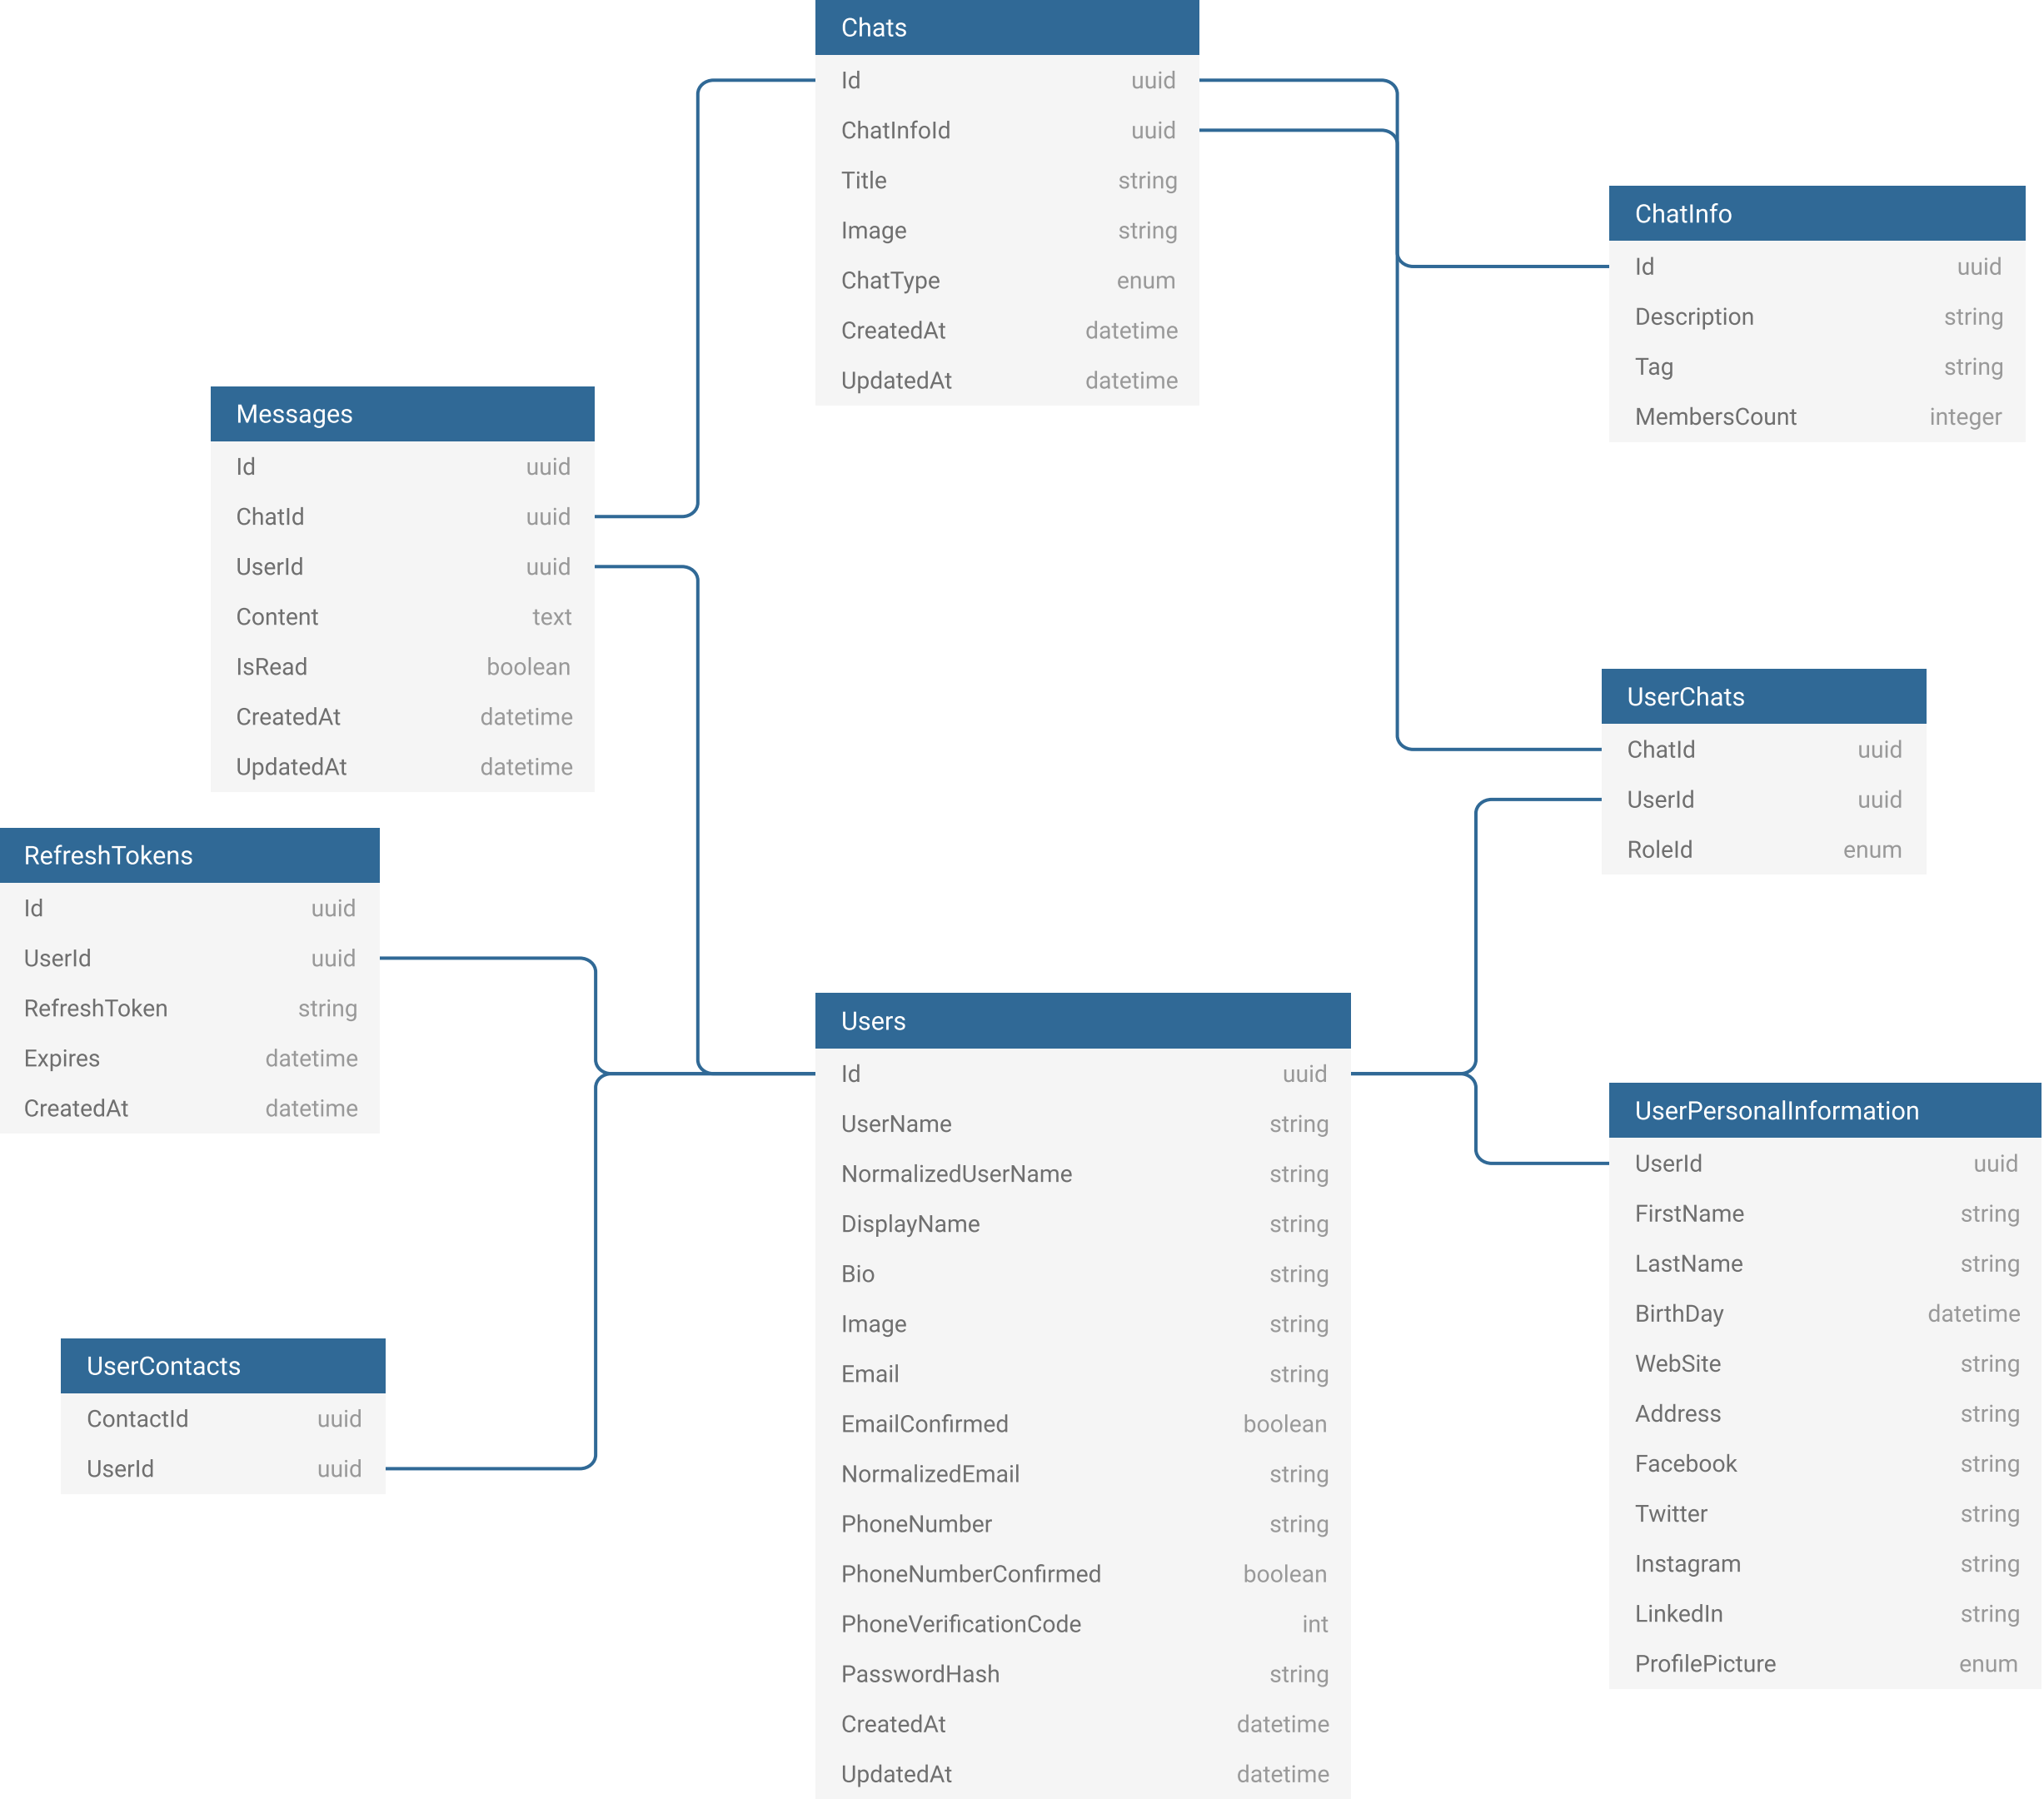 Chats
Id uuid
ChatInfoId uuid
Title string
Image string
ChatType enum
CreatedAt datetime
UpdatedAt datetime
ChatInfo
Id uuid
Description string
Tag string
MembersCount integer
Messages
Id uuid
ChatId uuid
UserId uuid
Content text
IsRead boolean
CreatedAt datetime
UpdatedAt datetime
UserChats
ChatId uuid
UserId uuid
RoleId enum
RefreshTokens
Id uuid
UserId uuid
RefreshToken string
Expires datetime
CreatedAt datetime
Users
Id uuid
UserName string
NormalizedUserName string
DisplayName string
Bio string
Image string
Email string
EmailConfirmed boolean
NormalizedEmail string
PhoneNumber string
PhoneNumberConfirmed boolean
PhoneVerificationCode int
PasswordHash string
CreatedAt datetime
UpdatedAt datetime
UserPersonalInformation
UserId uuid
FirstName string
LastName string
BirthDay datetime
WebSite string
Address string
Facebook string
Twitter string
Instagram string
LinkedIn string
ProfilePicture enum
UserContacts
ContactId uuid
UserId uuid